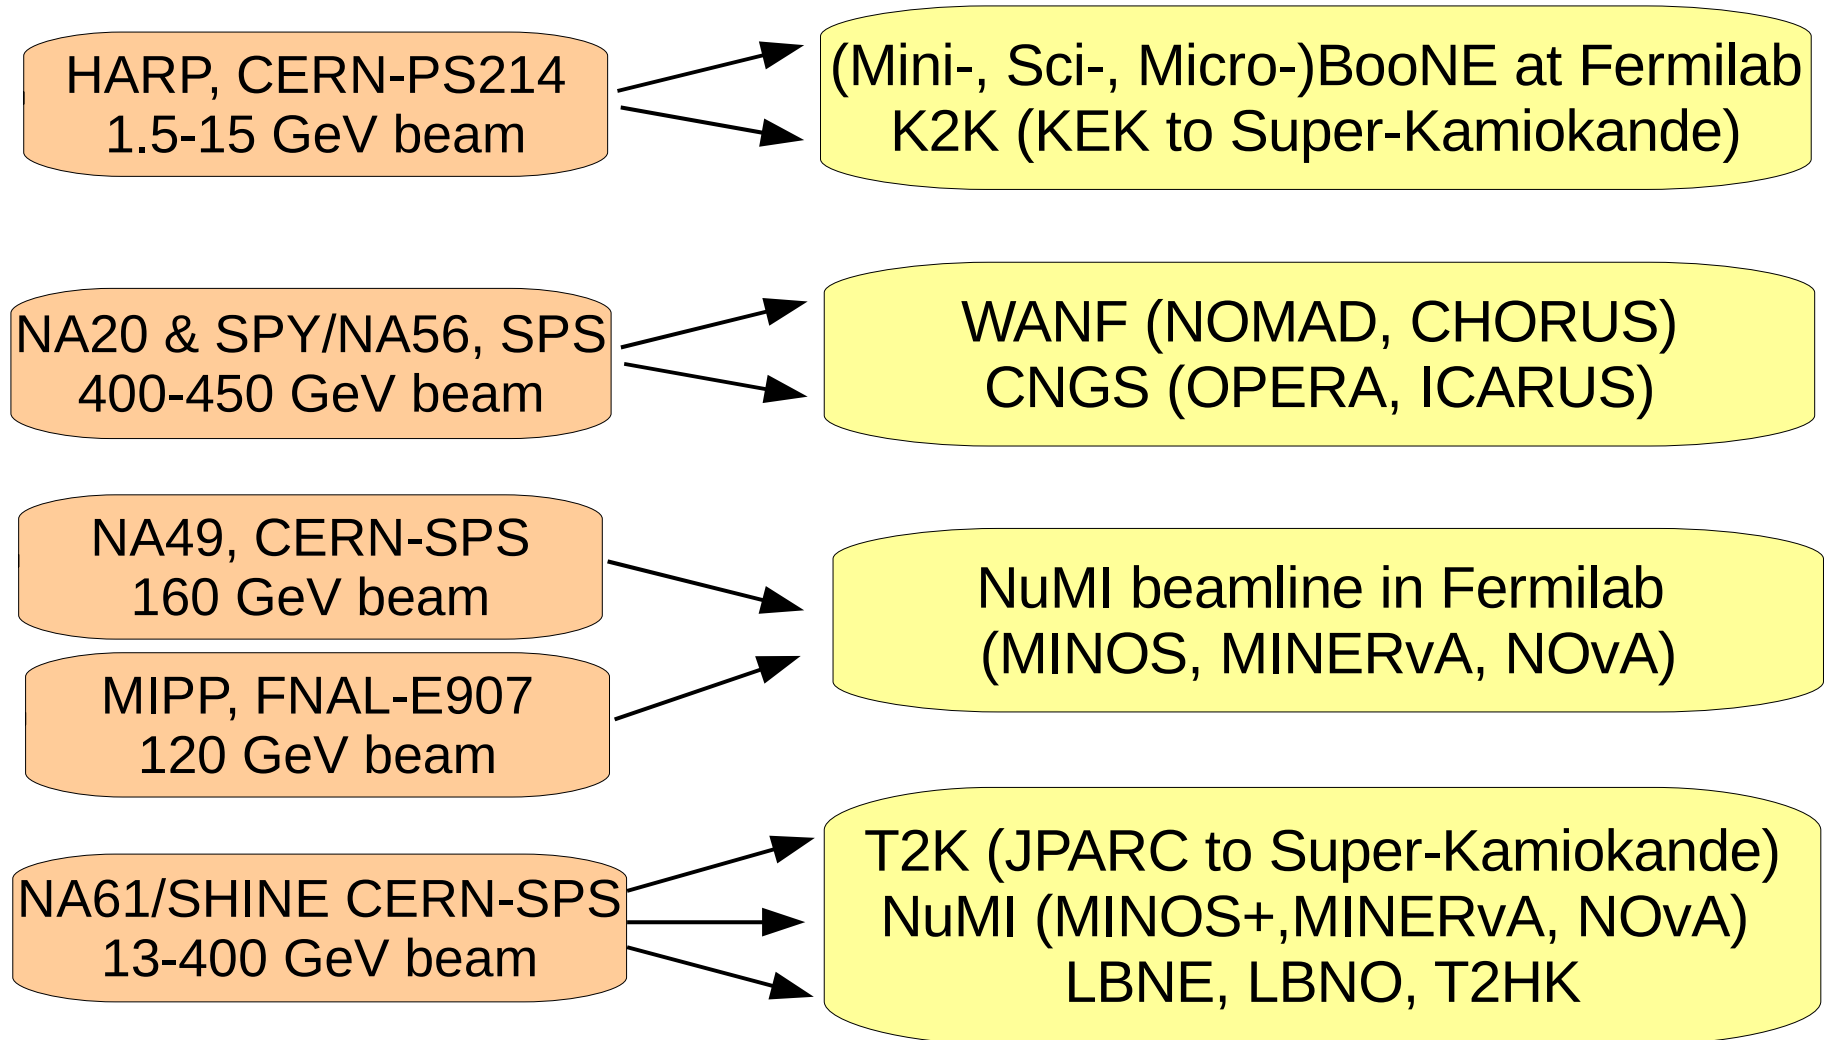 HARP, CERN-PS214
1.5-15 GeV beam
(Mini-, Sci-, Micro-)BooNE at Fermilab
K2K (KEK to Super-Kamiokande)
NA20 & SPY/NA56, SPS
400-450 GeV beam
WANF (NOMAD, CHORUS)
CNGS (OPERA, ICARUS)
NA49, CERN-SPS
160 GeV beam
MIPP, FNAL-E907
120 GeV beam
NuMI beamline in Fermilab
(MINOS, MINERvA, NOvA)
NA61/SHINE CERN-SPS
13-400 GeV beam
T2K (JPARC to Super-Kamiokande)
NuMI (MINOS+,MINERvA, NOvA)
LBNE, LBNO, T2HK